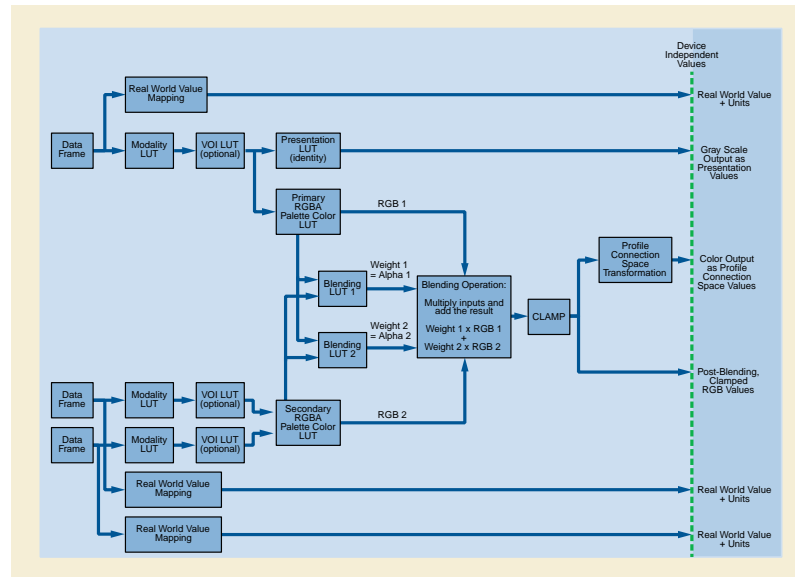 Device
Independent
Values
Real World Value
Mapping
Real World Value
+ Units
Data
Frame
Modality
LUT
VOI LUT
(optional)
Presentation
LUT
(identity)
Gray Scale
Output as
Presentation
Values
Primary
RGBA
Palette Color
LUT
RGB 1
Profile
Connection
Space
Transformation
Color Output
as Profile
Connection
Space Values
Weight 1
= Alpha 1
Blending
LUT 1
Blending Operation:
Multiply inputs and
add the result
Weight 1 x RGB 1
+
Weight 2 x RGB 2
CLAMP
Weight 2
= Alpha 2
Blending
LUT 2
Post-Blending,
Clamped
RGB Values
Data
Frame
Modality
LUT
VOI LUT
(optional)
Secondary
RGBA
Palette Color
LUT
RGB 2
Data
Frame
Modality
LUT
VOI LUT
(optional)
Real World Value
Mapping
Real World Value
+ Units
Real World Value
Mapping
Real World Value
+ Units